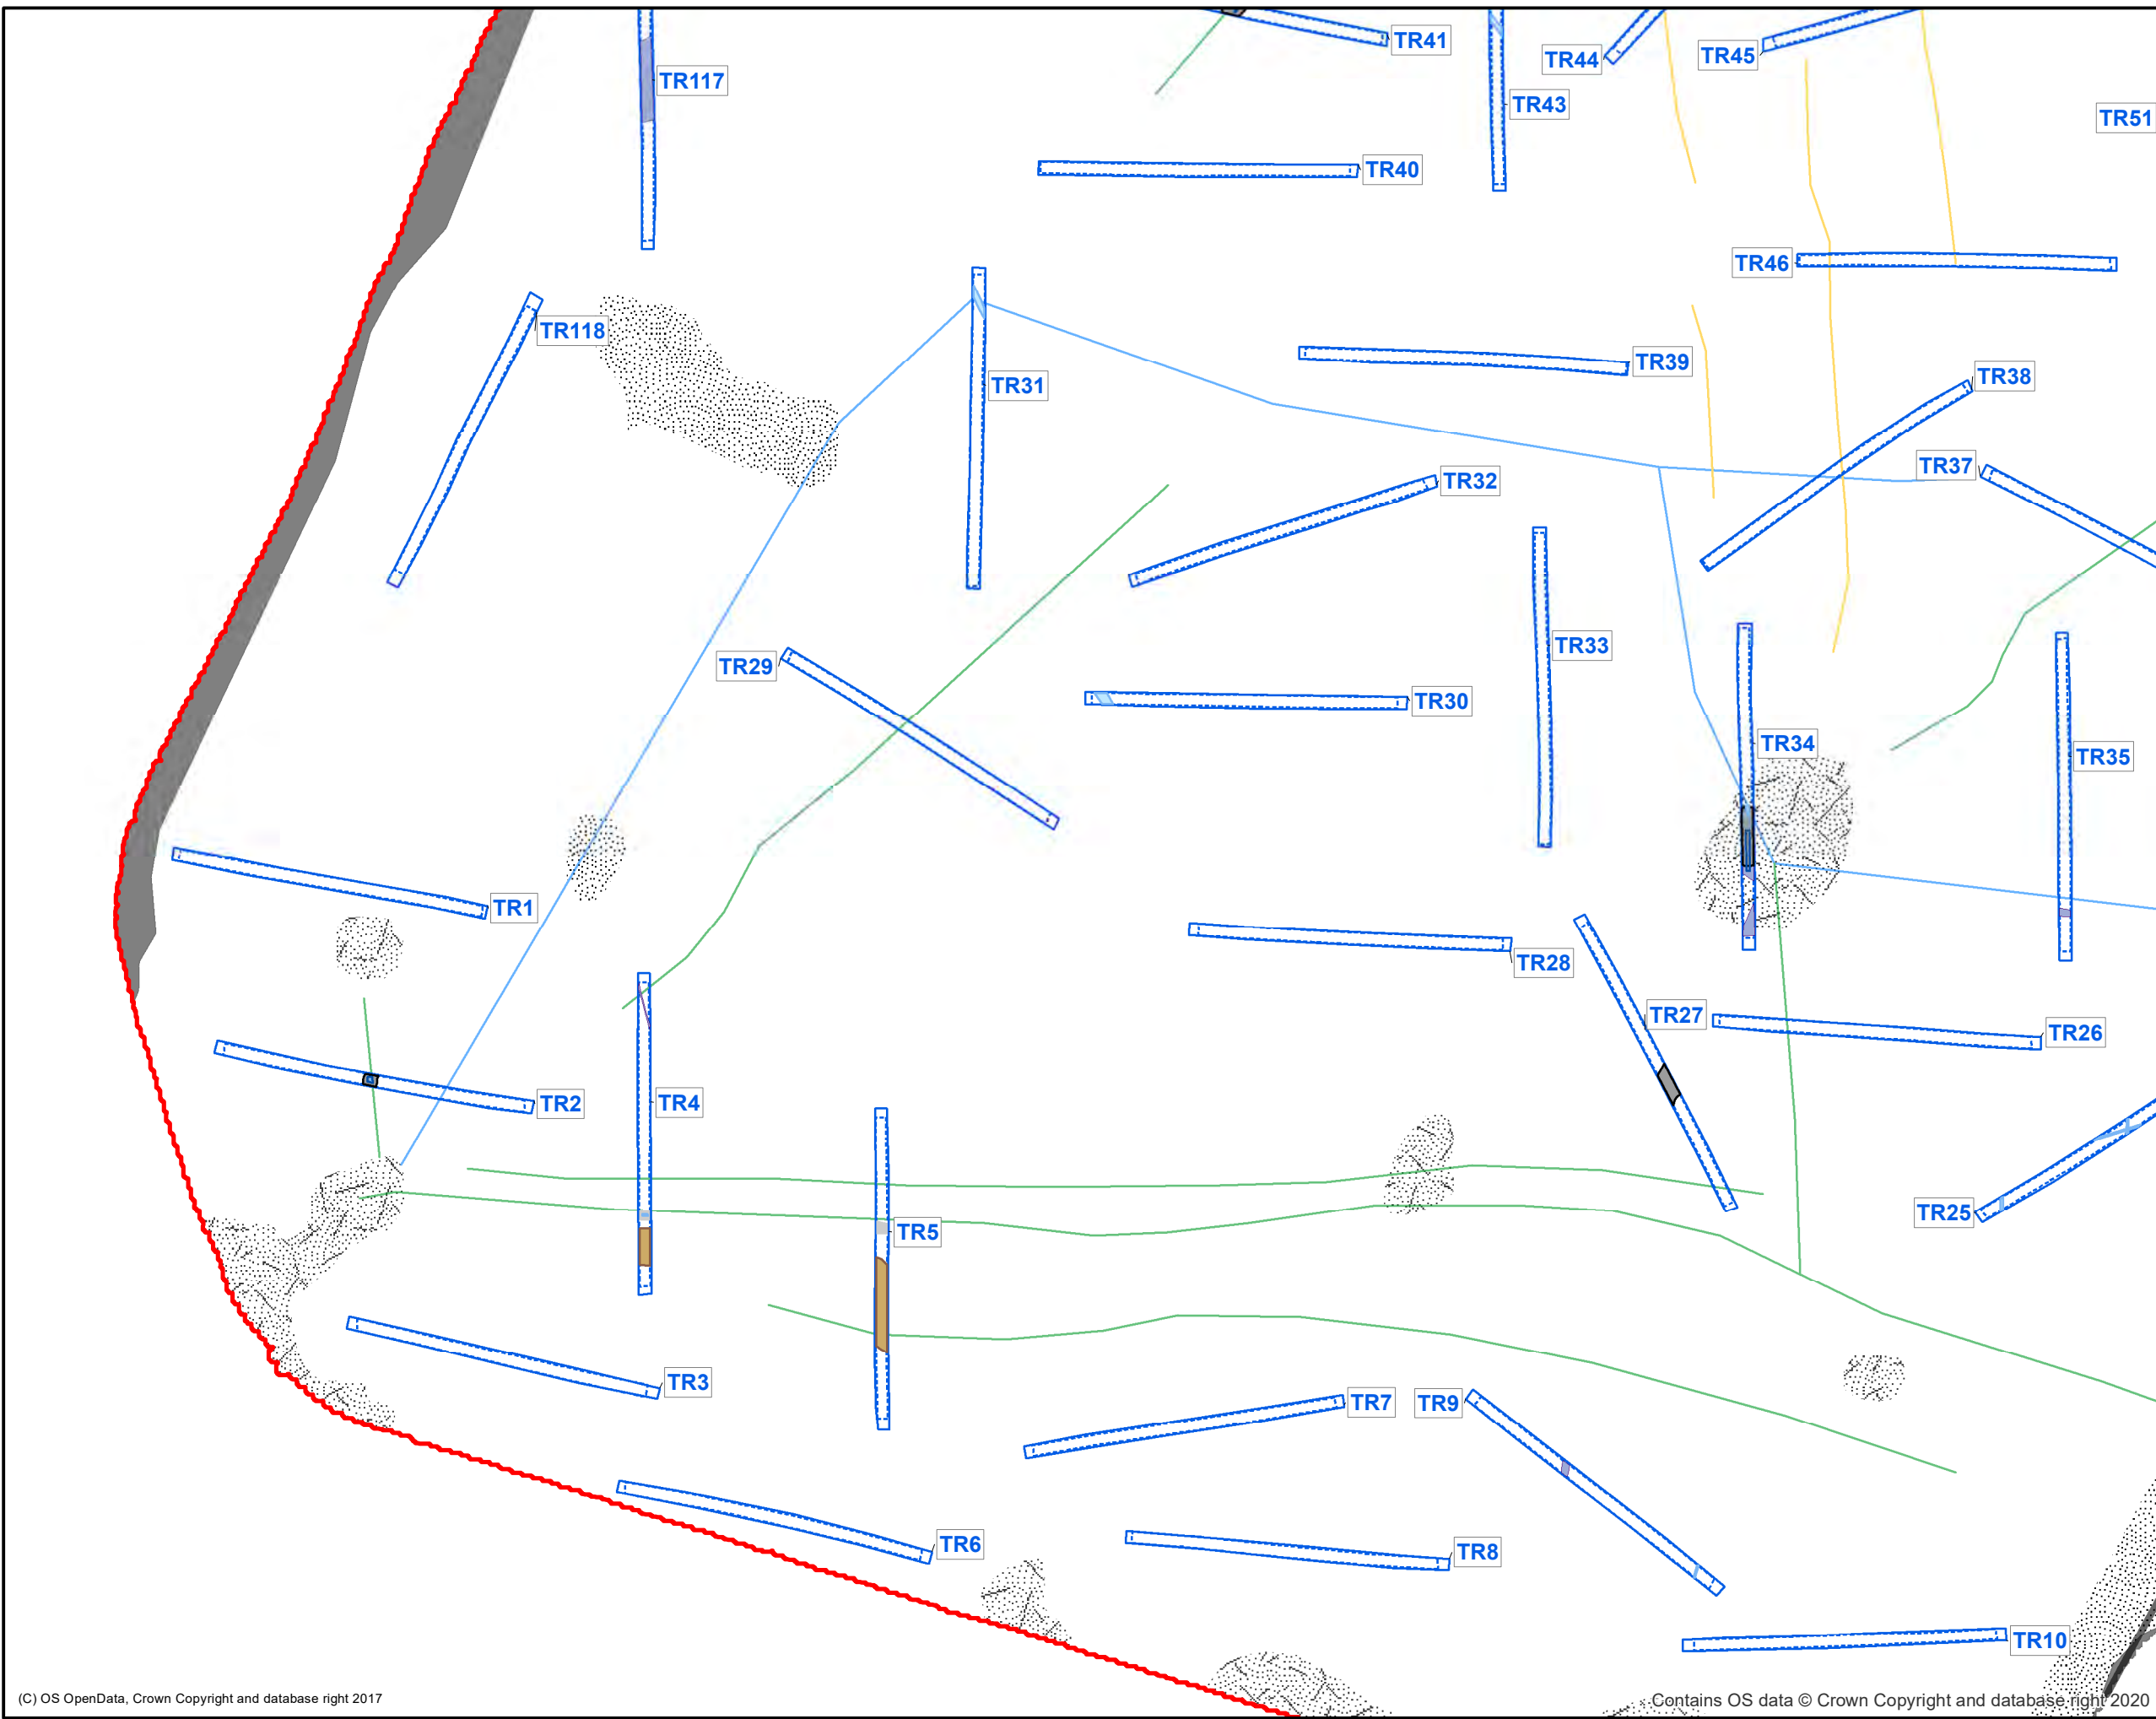 TR41
TR44
TR45
TR117
TR43
TR51
TR40
TR46
TR118
TR39
TR38
TR31
TR37
TR32
TR33
TR29
TR30
TR34
TR35
TR1
TR28
TR27
TR26
TR2
TR4
TR25
TR5
TR3
TR7
TR9
TR6
TR8
TR10
(C) OS OpenData, Crown Copyright and database right 2017
Contains OS data © Crown Copyright and database right 2020